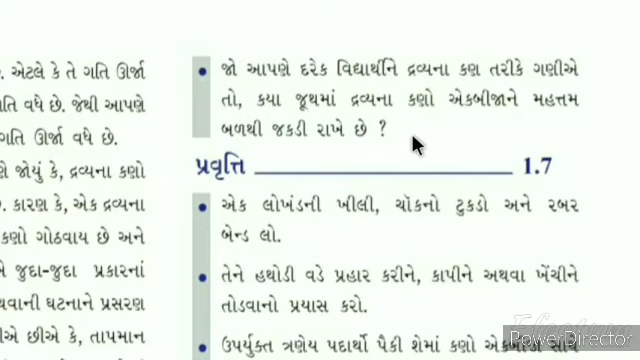 . એટલે કે તે ગતિ ઊર્જા
તિ વધે છે. જેથી આપણે
ગતિ ઊર્જા વધે છે.
ણે જોયું કે, દ્રવ્યના કણો
. કારણ કે, એક દ્રવ્યના
કણો ગોઠવાય છે અને
ે જુદા-જુદા પ્રકારનાં
થવાની ઘટનાને પ્રસરણ
ીએ છીએ કે, તાપમાન
• જો આપણે દરેક વિદ્યાર્થીને દ્રવ્યના કણ તરીકે ગણીએ
તો, કયા જૂથમાં દ્રવ્યના કણો એકબીજાને મહત્તમ
બળથી જકડી રાખે છે ?
પ્રવૃત્તિ 1.7
• એક લોખંડની ખીલી, ચૉકનો ટુકડો અને રબર
બેન્ડ લો.
• તેને હથોડી વડે પ્રહાર કરીને, કાપીને અથવા ખેંચીને
તોડવાનો પ્રયાસ કરો.
• ઉપર્યુક્ત ત્રણેય પદાર્થો પૈકી શેમાં કણો
PowerDirector